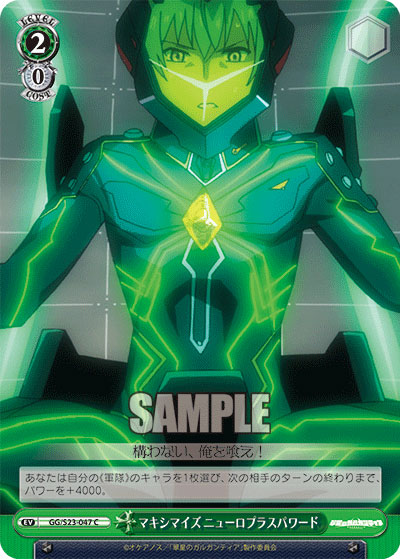 LEVEL
2
0
COST
SAMPLE
構わない、俺を喰え!
あなたは自分の《軍隊》のキャラを1枚選び、次の相手のターンの終わりまで、
パワーを+4000。
EV GG/S23-047 C マキシマイズ ニューロプラスパワード
©オケアノス/「翠星のガルガンティア」製作委員会